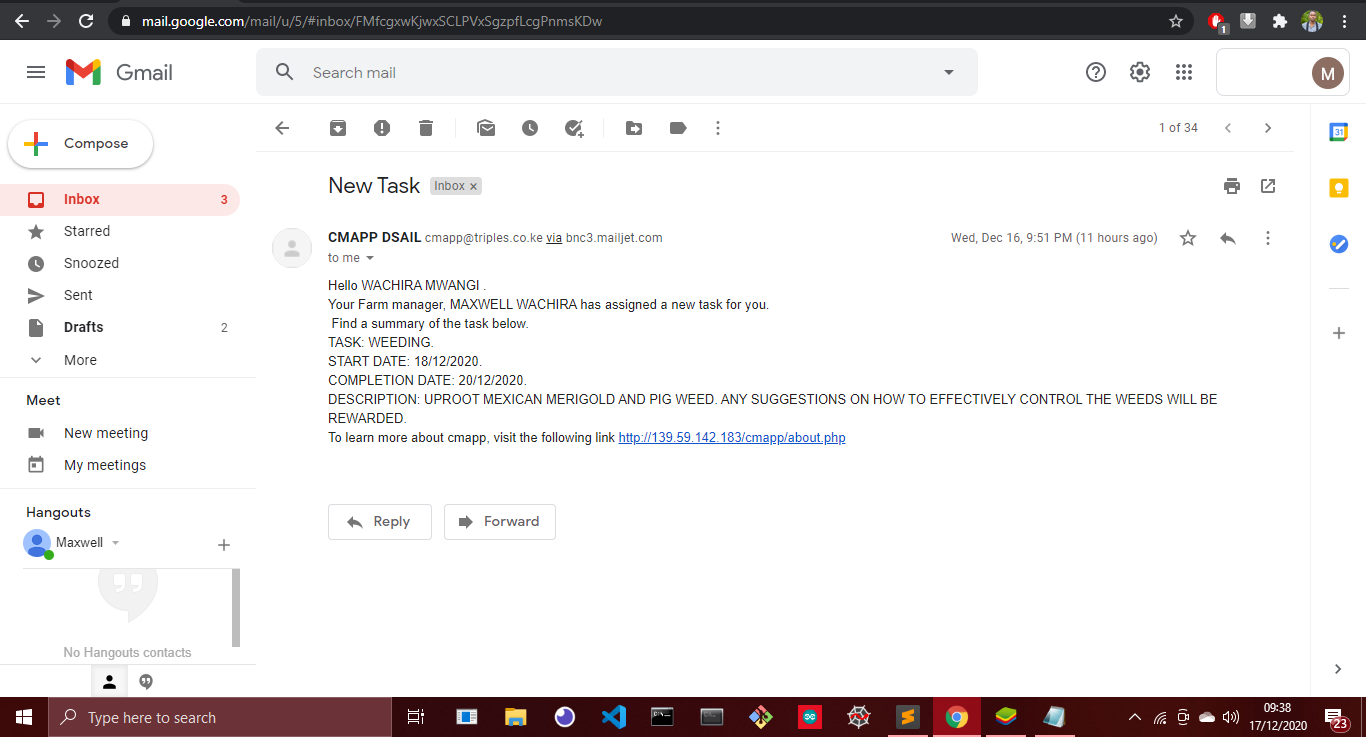 mail.google.com/mail/u/5/#inbox/FMfcgxwKjwxSCLPVxSgzpfLcgPnmsKDw
1
Gmail
Search mail
M
Compose
1 of 34
31
Inbox 3
Starred
Snoozed
Sent
Drafts 2
More
Meet
New meeting
My meetings
Hangouts
Maxwell
No Hangouts contacts
New Task Inbox x
CMAPP DSAIL cmapp@triples.co.ke via bnc3.mailjet.com
Wed, Dec 16, 9:51 PM (11 hours ago)
to me
Hello WACHIRA MWANGI .
Your Farm manager, MAXWELL WACHIRA has assigned a new task for you.
Find a summary of the task below.
TASK: WEEDING.
START DATE: 18/12/2020.
COMPLETION DATE: 20/12/2020.
DESCRIPTION: UPROOT MEXICAN MERIGOLD AND PIG WEED. ANY SUGGESTIONS ON HOW TO EFFECTIVELY CONTROL THE WEEDS WILL BE
REWARDED.
To learn more about cmapp, visit the following link http://139.59.142.183/cmapp/about.php
Reply
Forward
Type here to search
09:38
17/12/2020
23